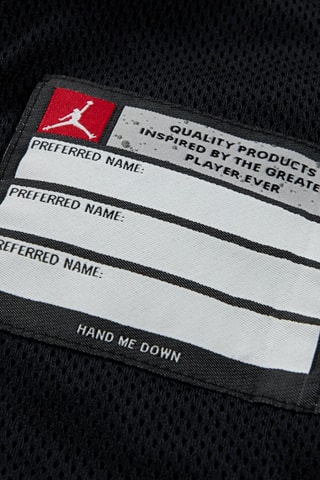 QUALITY PRODUCTS
INSPIRED BY THE GREATE
PLAYER EVER
PREFERRED NAME:
PREFERRED NAME:
REFERRED NAME:
HAND ME DOWN